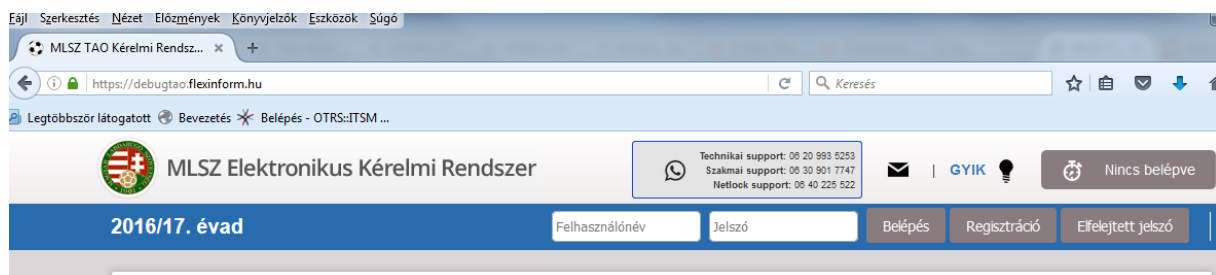 Fájl Szerkesztés Nézet Előzmények Könyvjelzők Eszközök Súgó
MLSZ TAO Kérelmi Rendsz... × +
https://debugtao.flexinform.hu Keresés
Legtöbbször látogatott Bevezetés Belépés - OTRS::ITSM ...
MLSZ Elektronikus Kérelmi Rendszer
Technikai support: 06 20 993 5253
Szakmai support: 06 30 901 7747
Netlock support: 06 40 225 522
| GYIK Nincs belépve
2016/17. évad Felhasználónév Jelszó Belépés Regisztráció Elfelejtett jelszó